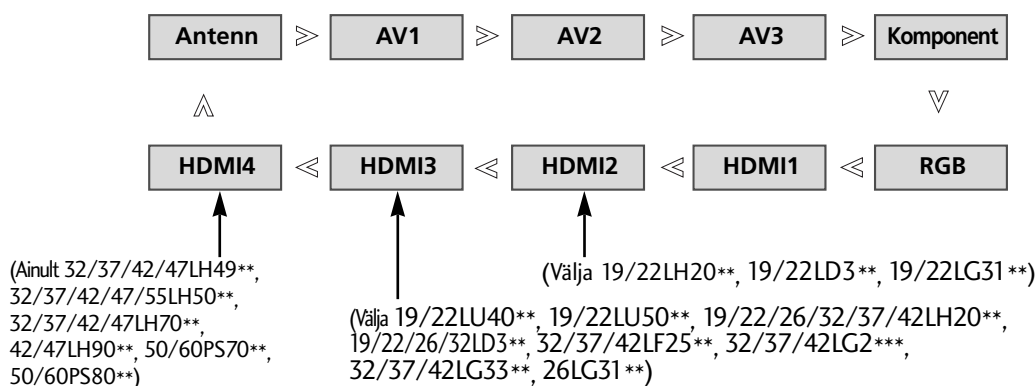 Antenn AV1 AV2 AV3 Komponent
HDMI4 HDMI3 HDMI2 HDMI1 RGB
(Ainult 32/37/42/47LH49**,
32/37/42/47/55LH50**,
32/37/42/47LH70**,
42/47LH90**, 50/60PS70**,
50/60PS80**)
(Välja 19/22LU40**, 19/22LU50**, 19/22/26/32/37/42LH20**,
19/22/26/32LD3**, 32/37/42LF25**, 32/37/42LG2***,
32/37/42LG33**, 26LG31**)
(Välja 19/22LH20**, 19/22LD3**, 19/22LG31**)